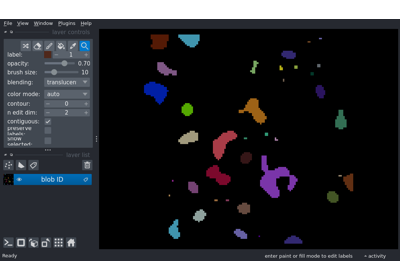 File View Window Plugins Help
layer controls
label: 1
opacity: 0.70
brush size: 10
blending: translucen
color mode: auto
contour: 0
n edit dim: 2
contiguous:
preserve labels:
show selected:
layer list
blob ID
Ready
enter paint or fill mode to edit labels
activity